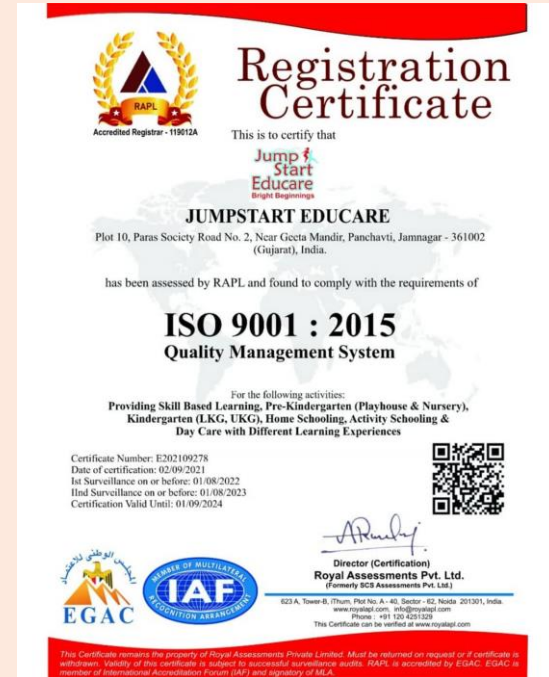 RAPL
Accredited Registrar - 119012A
Registration
Certificate
This is to certify that
Jump
Start
Educare
Bright Beginnings
JUMPSTART EDUCARE
Plot 10, Paras Society Road No. 2, Near Geeta Mandir, Panchavti, Jamnagar - 361002
(Gujarat), India.
has been assessed by RAPL and found to comply with the requirements of
ISO 9001 : 2015
Quality Management System
For the following activities:
Providing Skill Based Learning, Pre-Kindergarten (Playhouse & Nursery),
Kindergarten (LKG, UKG), Home Schooling, Activity Schooling &
Day Care with Different Learning Experiences
Certificate Number: E202109278
Date of certification: 02/09/2021
Ist Surveillance on or before: 01/08/2022
IInd Surveillance on or before: 01/08/2023
Certification Valid Until: 01/09/2024
Director (Certification)
Royal Assessments Pvt. Ltd.
(Formerly SCS Assessments Pvt. Ltd.)
623 A, Tower-B, iThum, Plot No. A - 40, Sector - 62, Noida 201301, India.
www.royalapl.com, info@royalapl.com
Phone : +91 120 4251329
This Certificate can be verified at www.royalapl.com
المجلس الوطني للاعتماد
EGAC
MEMBER OF MULTILATERAL
IAF
RECOGNITION ARRANGEMENT
This Certificate remains the property of Royal Assessments Private Limited. Must be returned on request or if certificate is
withdrawn. Validity of this certificate is subject to successful surveillance audits. RAPL is accredited by EGAC. EGAC is
member of International Accreditation Forum (IAF) and signatory of MLA.